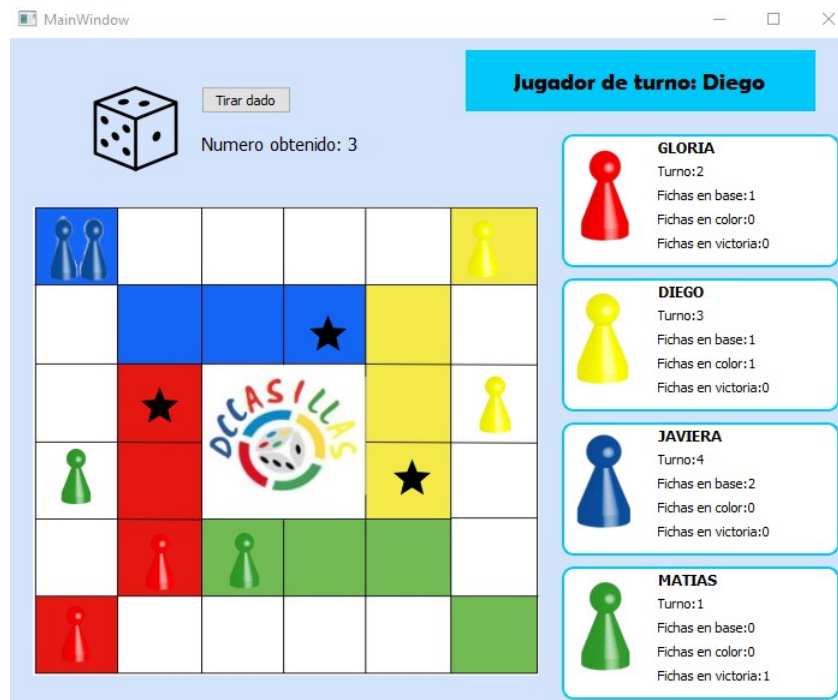 MainWindow
Jugador de turno: Diego
Tirar dado
Numero obtenido: 3
GLORIA
Turno:2
Fichas en base:1
Fichas en color:0
Fichas en victoria:0
DIEGO
Turno:3
Fichas en base:1
Fichas en color:1
Fichas en victoria:0
JAVIERA
Turno:4
Fichas en base:2
Fichas en color:0
Fichas en victoria:0
MATIAS
Turno:1
Fichas en base:0
Fichas en color:0
Fichas en victoria:1
DCCASILLAS